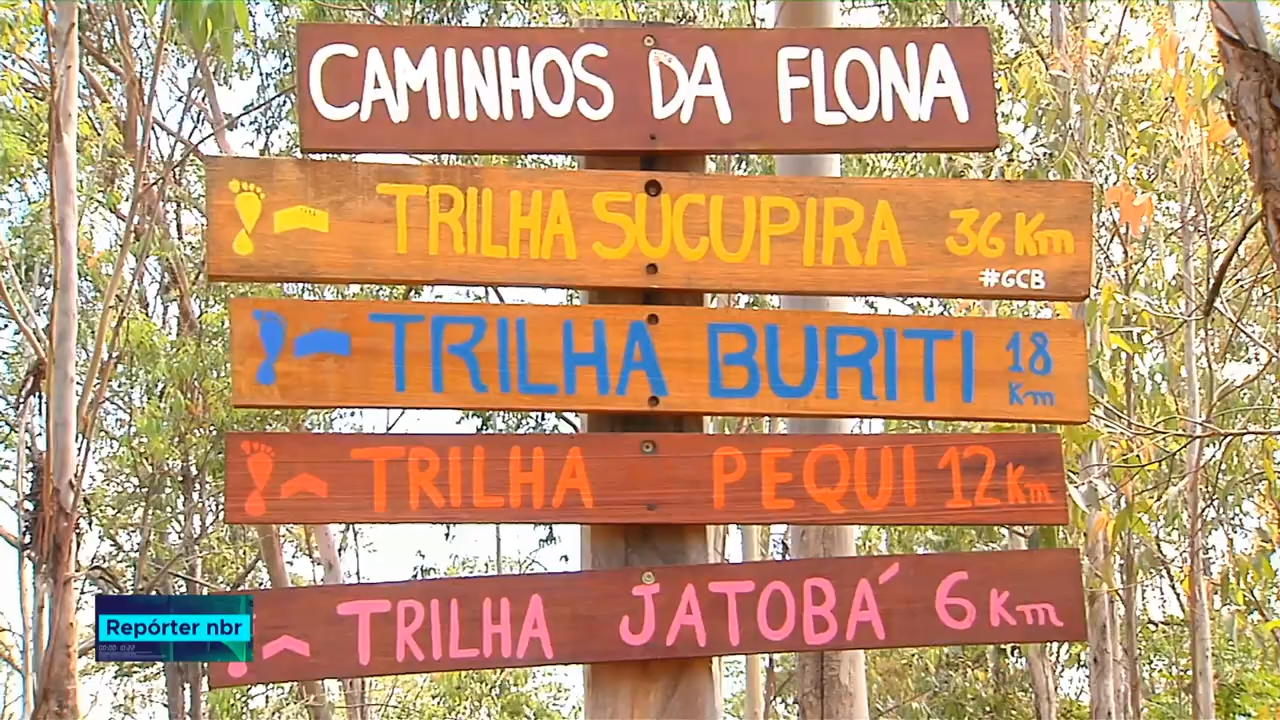 CAMINHOS DA FLONA
TRILHA SUCUPIRA 36 Km
#GCB
TRILHA BURITI 18 Km
TRILHA PEQUI 12 Km
TRILHA JATOBÁ 6 Km
Repórter nbr